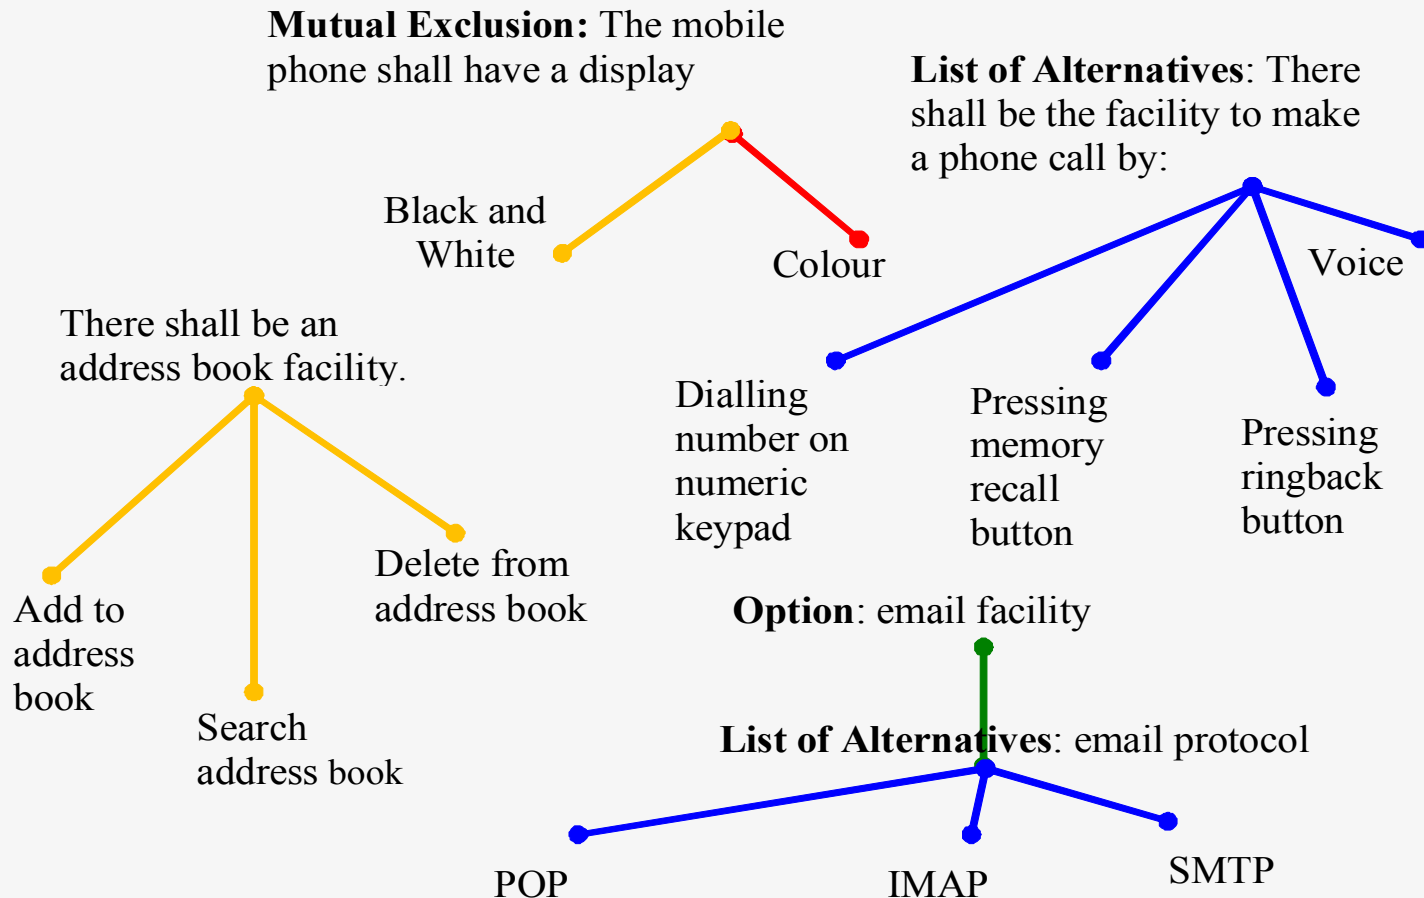 Mutual Exclusion: The mobile
phone shall have a display
List of Alternatives: There
shall be the facility to make
a phone call by:
Black and
White
Colour
Voice
There shall be an
address book facility.
Dialling
number on
numeric
keypad
Pressing
memory
recall
button
Pressing
ringback
button
Delete from
address book
Add to
address
book
Search
address book
Option: email facility
List of Alternatives: email protocol
POP
IMAP
SMTP